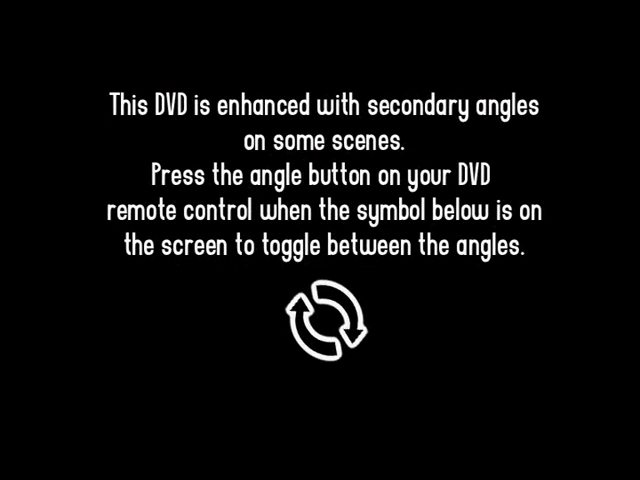 This DVD is enhanced with secondary angles
on some scenes.
Press the angle button on your DVD
remote control when the symbol below is on
the screen to toggle between the angles.